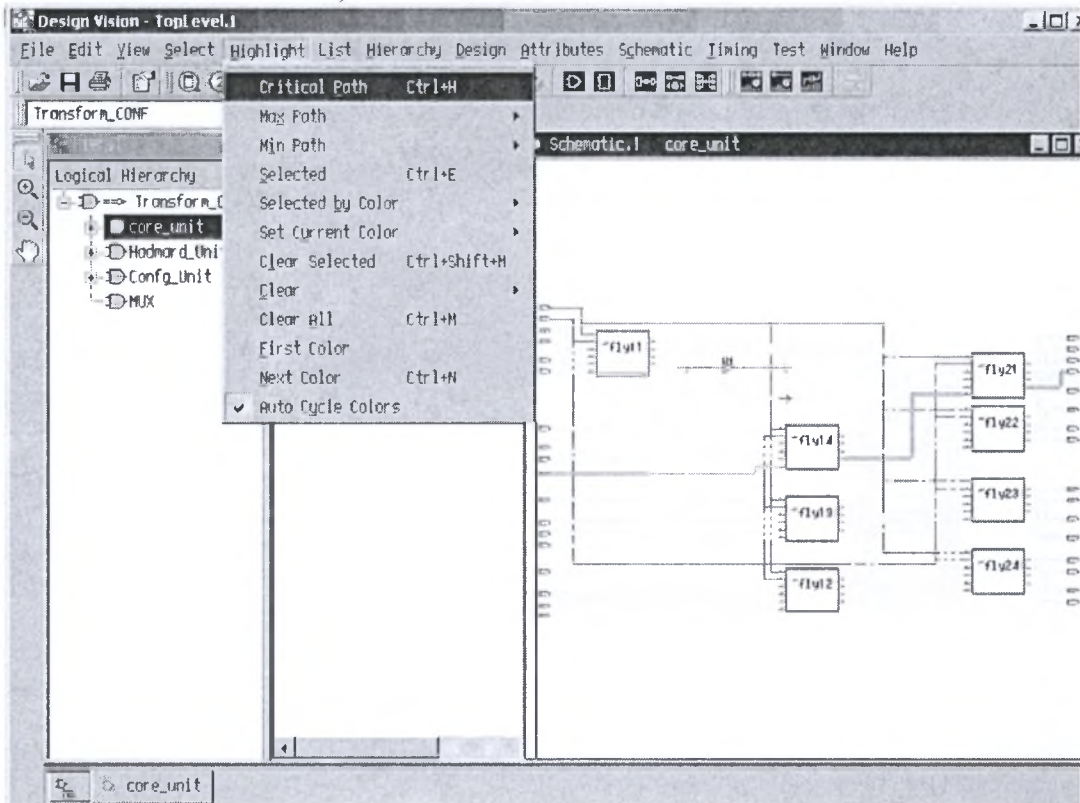 Design Vision - TopLevel.1
File Edit View Select Highlight List Hierarchy Design Attributes Schematic Timing Test Window Help
Transform_CONF
Critical Path Ctrl+H
Max Path
Min Path
Selected Ctrl+E
Selected by Color
Set Current Color
Clear Selected Ctrl+Shift+M
Clear
Clear All Ctrl+M
First Color
Next Color Ctrl+N
Auto Cycle Colors
Logical Hierarchy
Transform_C
core_unit
Hadmard_Uni
Confg_Unit
MUX
Schematic.1 core_unit
~fly11
~fly14
~fly13
~fly12
~fly21
~fly22
~fly23
~fly24
core_unit